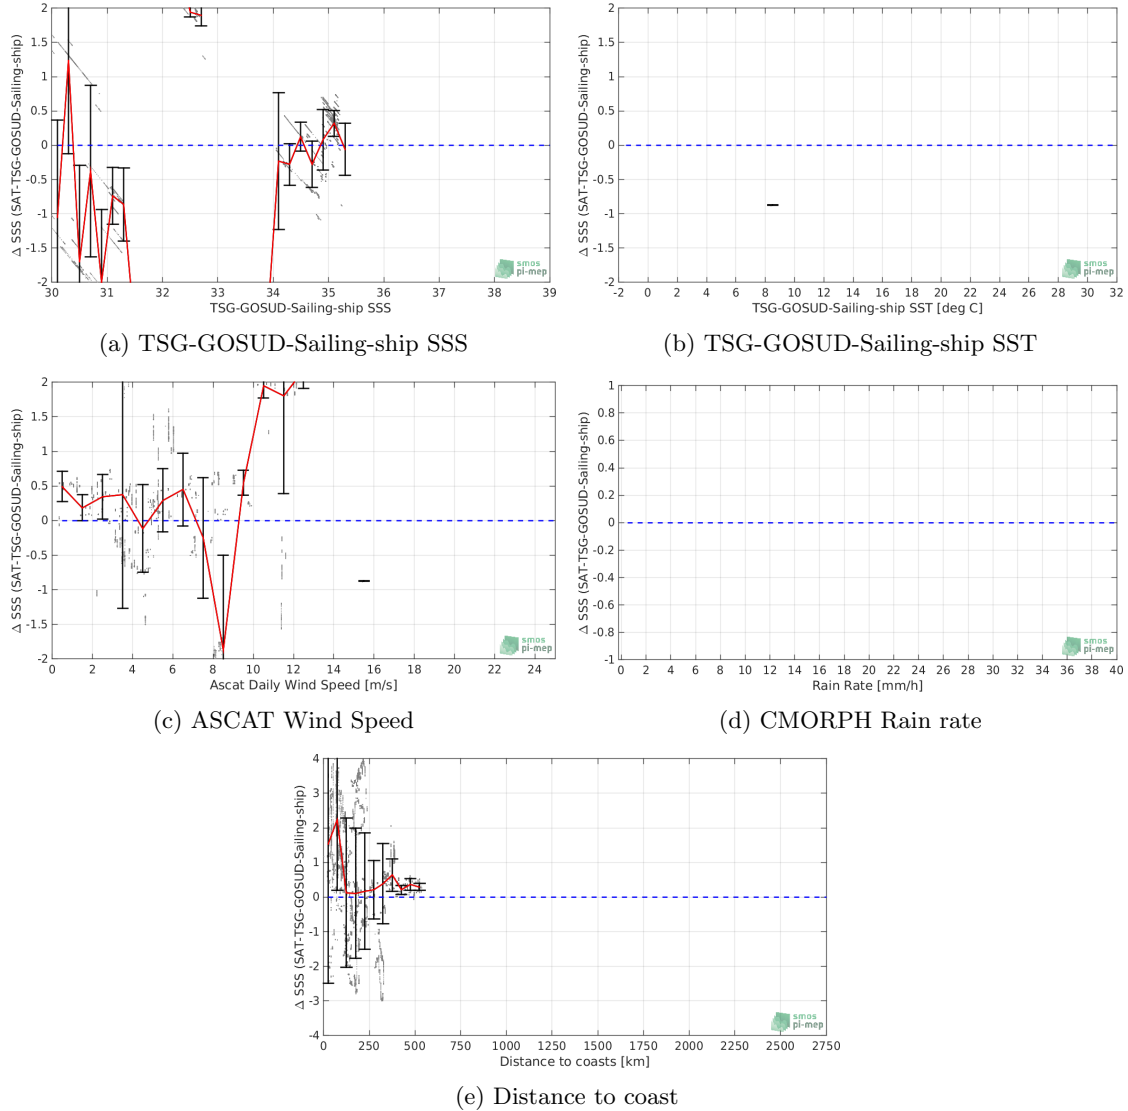 2
1.5
1
0.5
0
-0.5
-1
-1.5
-2
Δ SSS (SAT-TSG-GOSUD-Sailing-ship)
30 31 32 33 34 35 36 37 38 39
TSG-GOSUD-Sailing-ship SSS
smos
pi-mep
(a) TSG-GOSUD-Sailing-ship SSS
2
1.5
1
0.5
0
-0.5
-1
-1.5
-2
Δ SSS (SAT-TSG-GOSUD-Sailing-ship)
-2 0 2 4 6 8 10 12 14 16 18 20 22 24 26 28 30 32
TSG-GOSUD-Sailing-ship SST [deg C]
smos
pi-mep
(b) TSG-GOSUD-Sailing-ship SST
2
1.5
1
0.5
0
-0.5
-1
-1.5
-2
Δ SSS (SAT-TSG-GOSUD-Sailing-ship)
0 2 4 6 8 10 12 14 16 18 20 22 24
Ascat Daily Wind Speed [m/s]
smos
pi-mep
(c) ASCAT Wind Speed
1
0.8
0.6
0.4
0.2
0
-0.2
-0.4
-0.6
-0.8
-1
Δ SSS (SAT-TSG-GOSUD-Sailing-ship)
0 2 4 6 8 10 12 14 16 18 20 22 24 26 28 30 32 34 36 38 40
Rain Rate [mm/h]
smos
pi-mep
(d) CMORPH Rain rate
4
3
2
1
0
-1
-2
-3
-4
Δ SSS (SAT-TSG-GOSUD-Sailing-ship)
0 250 500 750 1000 1250 1500 1750 2000 2250 2500 2750
Distance to coasts [km]
smos
pi-mep
(e) Distance to coast